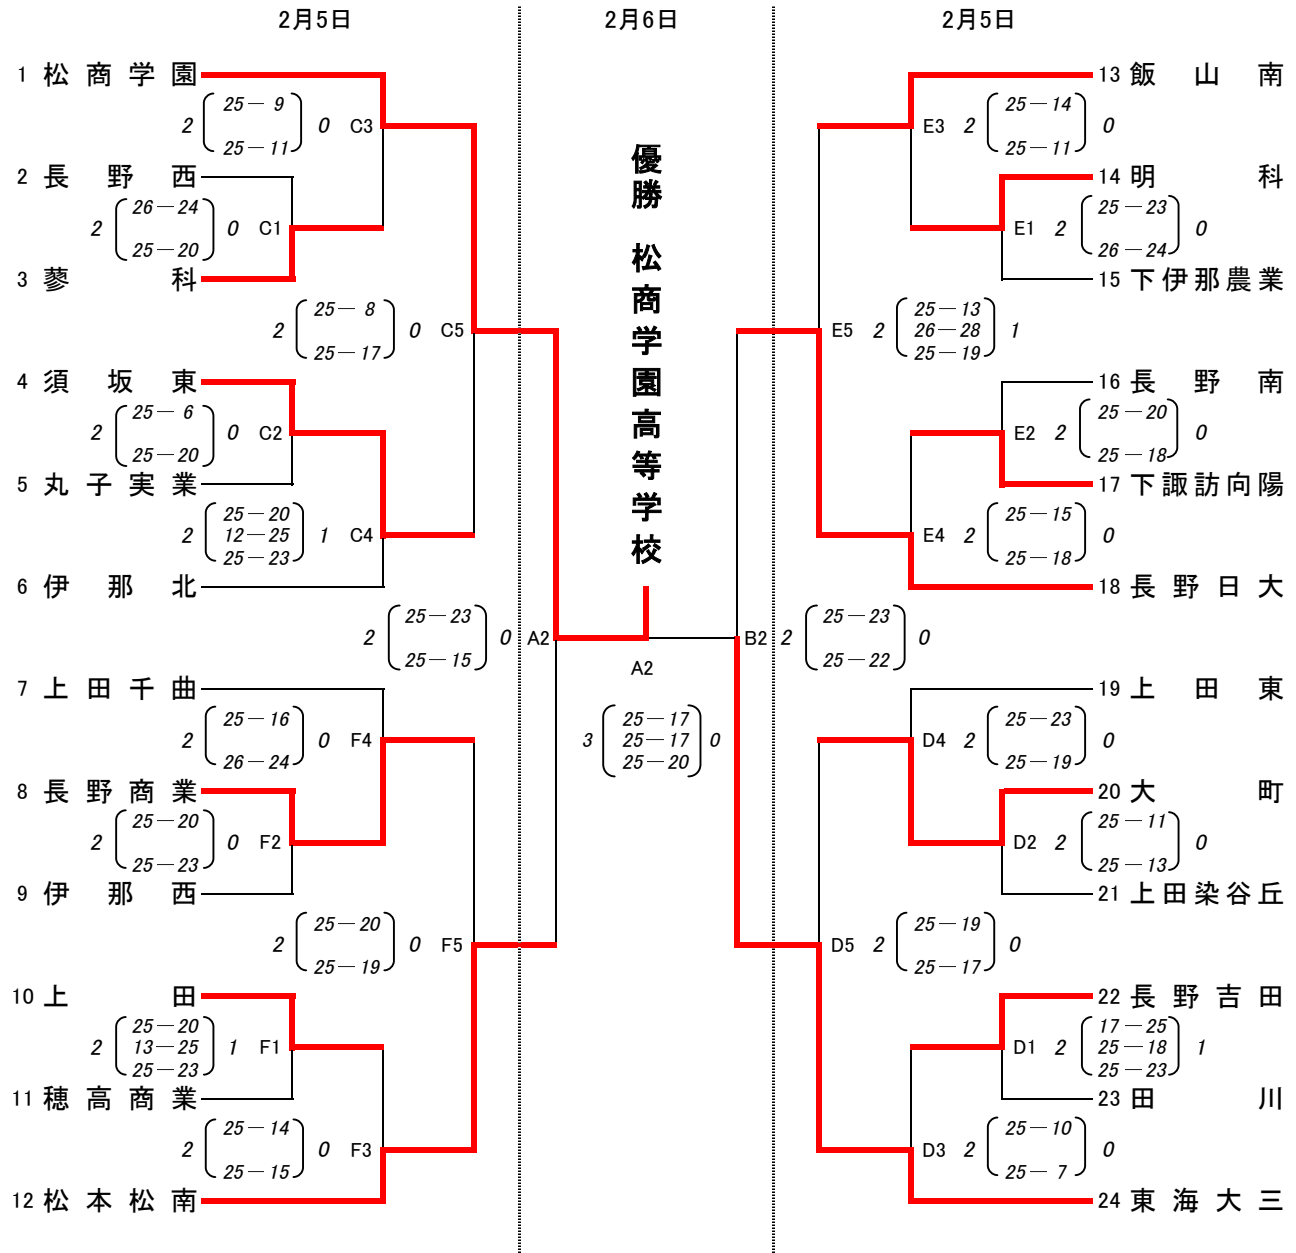 2月5日
2月6日
2月5日
1 松商学園
2 25－9 25－11 0 C3
2 長野西
2 26－24 25－20 0 C1
3 蓼科
2 25－8 25－17 0 C5
4 須坂東
2 25－6 25－20 0 C2
5 丸子実業
2 25－20 12－25 25－23 1 C4
6 伊那北
2 25－23 25－15 0 A2
7 上田千曲
2 25－16 26－24 0 F4
8 長野商業
2 25－20 25－23 0 F2
9 伊那西
2 25－20 25－19 0 F5
10 上田
2 25－20 13－25 25－23 1 F1
11 穂高商業
2 25－14 25－15 0 F3
12 松本松南
優勝 松商学園高等学校
A2
3 25－17 25－17 25－20 0
13 飯山南
E3 2 25－14 25－11 0
14 明科
E1 2 25－23 26－24 0
15 下伊那農業
E5 2 25－13 26－28 25－19 1
16 長野南
E2 2 25－20 25－18 0
17 下諏訪向陽
E4 2 25－15 25－18 0
18 長野日大
B2 2 25－23 25－22 0
19 上田東
D4 2 25－23 25－19 0
20 大町
D2 2 25－11 25－13 0
21 上田染谷丘
D5 2 25－19 25－17 0
22 長野吉田
D1 2 17－25 25－18 25－23 1
23 田川
D3 2 25－10 25－7 0
24 東海大三